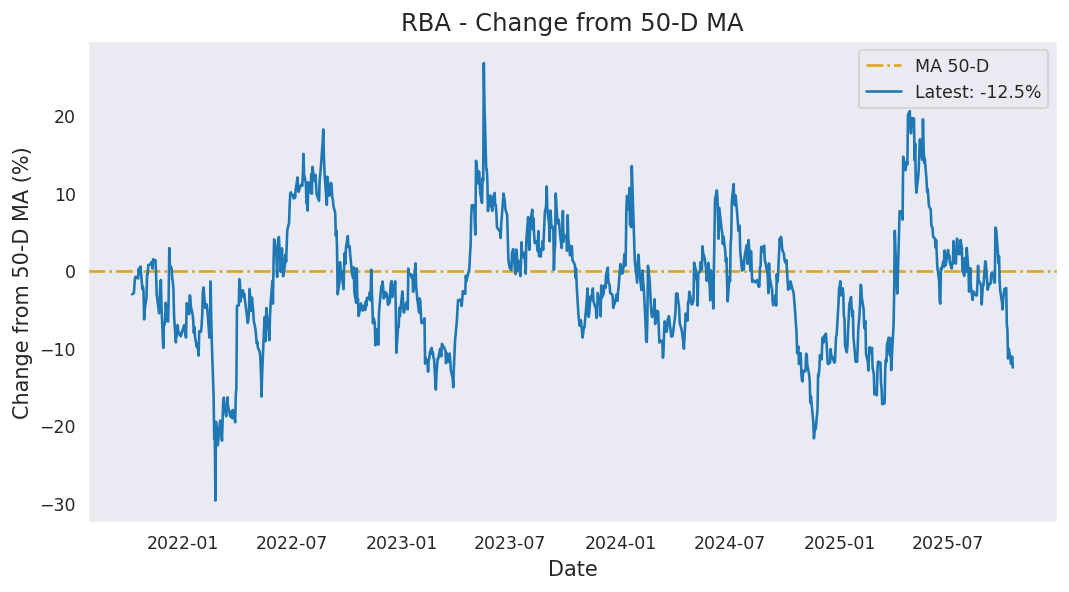 RBA - Change from 50-D MA
MA 50-D
Latest: -12.5%
Change from 50-D MA (%)
20
10
0
−10
−20
−30
2022-01
2022-07
2023-01
2023-07
2024-01
2024-07
2025-01
2025-07
Date